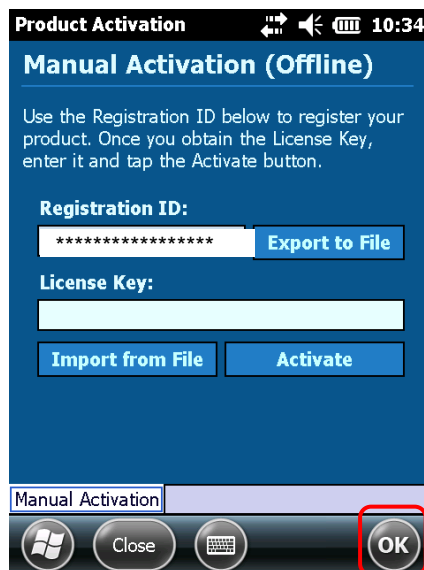 Product Activation 10:34
Manual Activation (Offline)
Use the Registration ID below to register your
product. Once you obtain the License Key,
enter it and tap the Activate button.
Registration ID:
***************** Export to File
License Key:
Import from File Activate
Manual Activation
Close OK